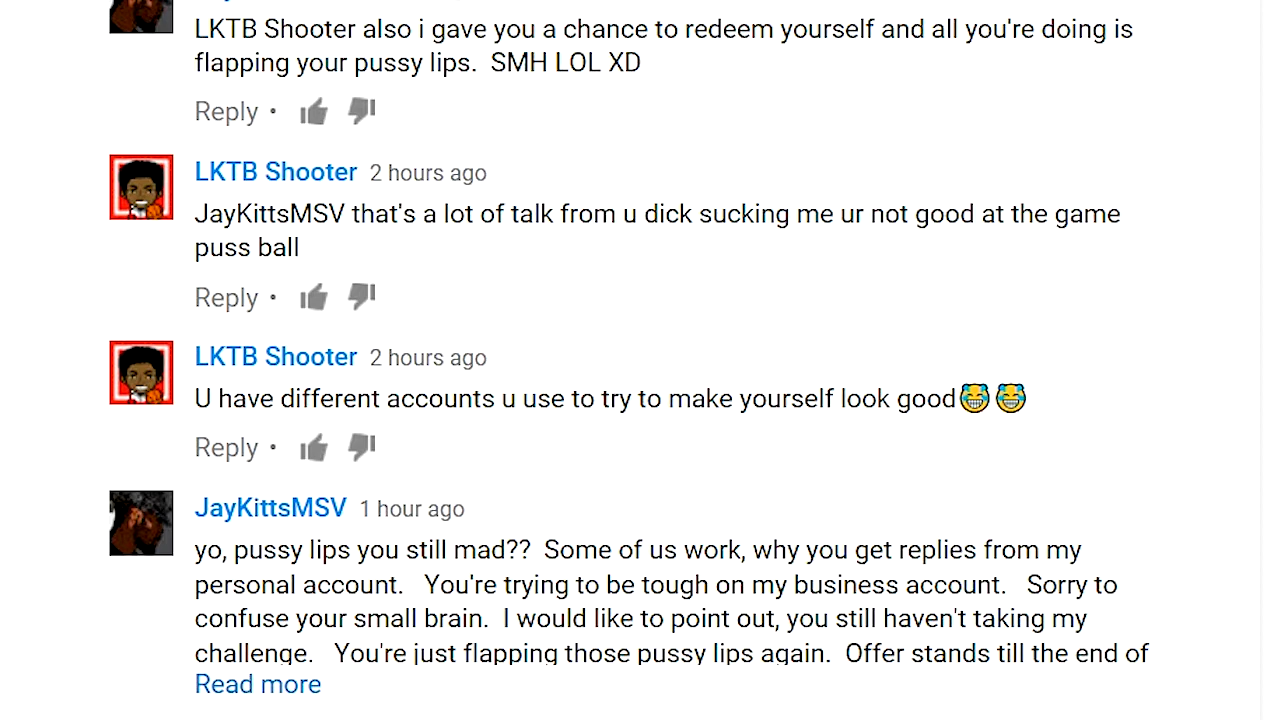 LKTB Shooter also i gave you a chance to redeem yourself and all you're doing is
flapping your pussy lips.  SMH LOL XD
Reply •
LKTB Shooter 2 hours ago
JayKittsMSV that's a lot of talk from u dick sucking me ur not good at the game
puss ball
Reply •
LKTB Shooter 2 hours ago
U have different accounts u use to try to make yourself look good😹😹
Reply •
JayKittsMSV 1 hour ago
yo, pussy lips you still mad??  Some of us work, why you get replies from my
personal account.   You're trying to be tough on my business account.   Sorry to
confuse your small brain.  I would like to point out, you still haven't taking my
challenge.   You're just flapping those pussy lips again.  Offer stands till the end of
Read more